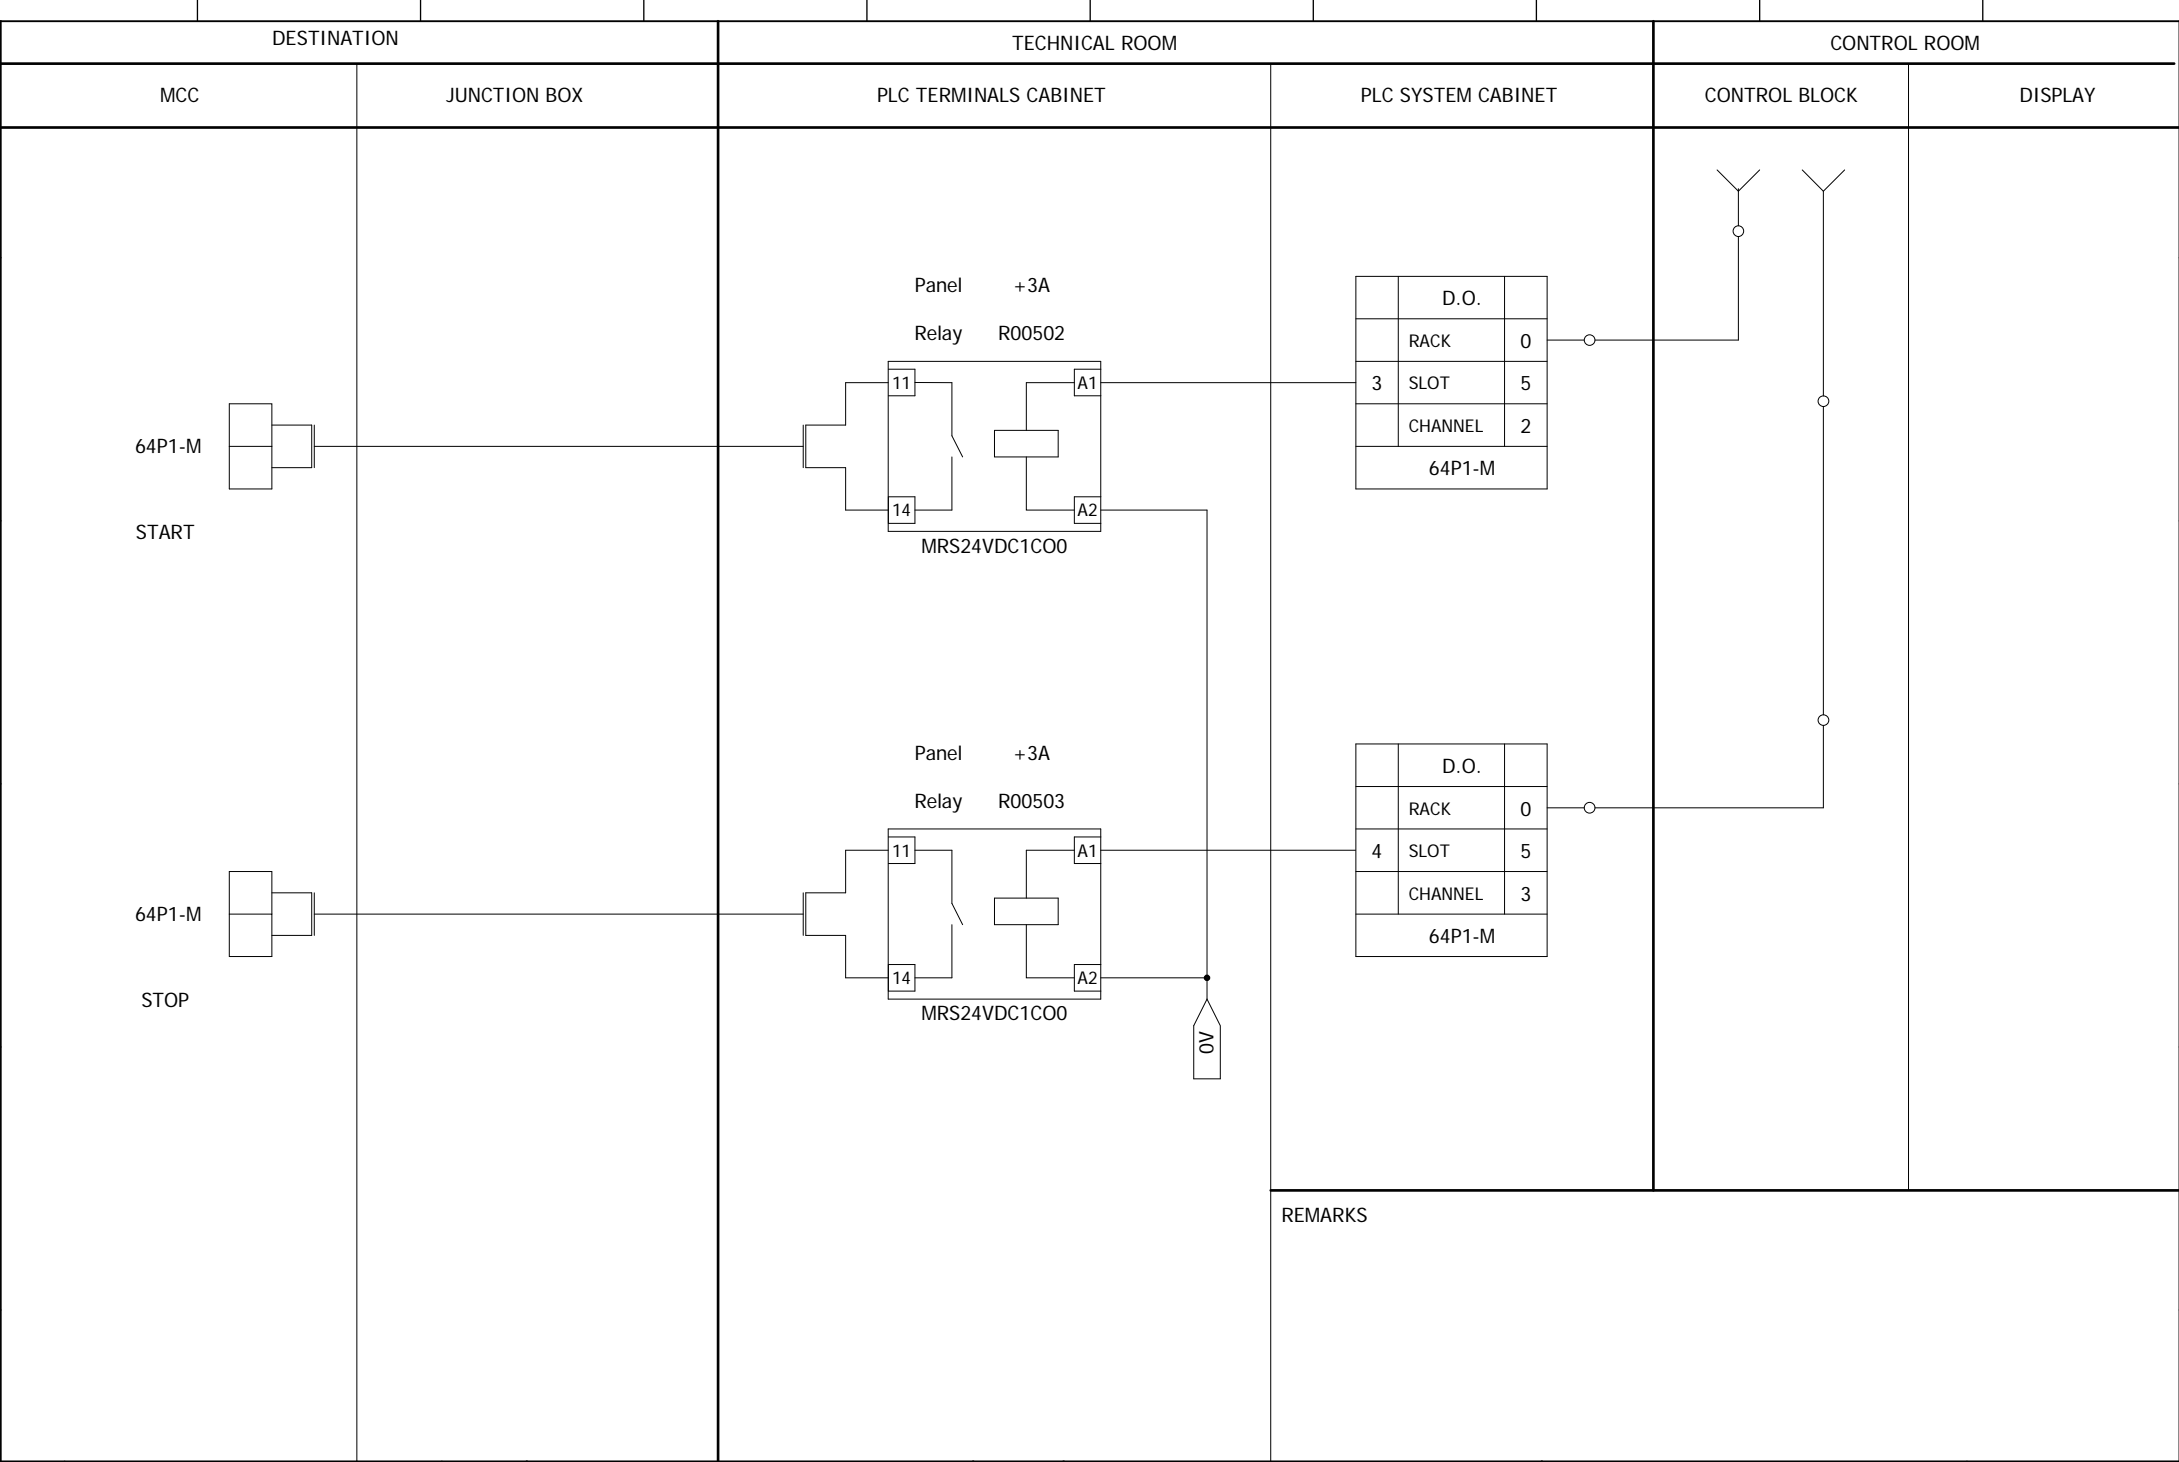 DESTINATION
TECHNICAL ROOM
CONTROL ROOM
MCC
JUNCTION BOX
PLC TERMINALS CABINET
PLC SYSTEM CABINET
CONTROL BLOCK
DISPLAY
Panel +3A
Relay R00502
11
A1
14
A2
MRS24VDC1CO0
64P1-M
START
D.O.
RACK 0
3 SLOT 5
CHANNEL 2
64P1-M
Panel +3A
Relay R00503
11
A1
14
A2
MRS24VDC1CO0
64P1-M
STOP
D.O.
RACK 0
4 SLOT 5
CHANNEL 3
64P1-M
0V
REMARKS